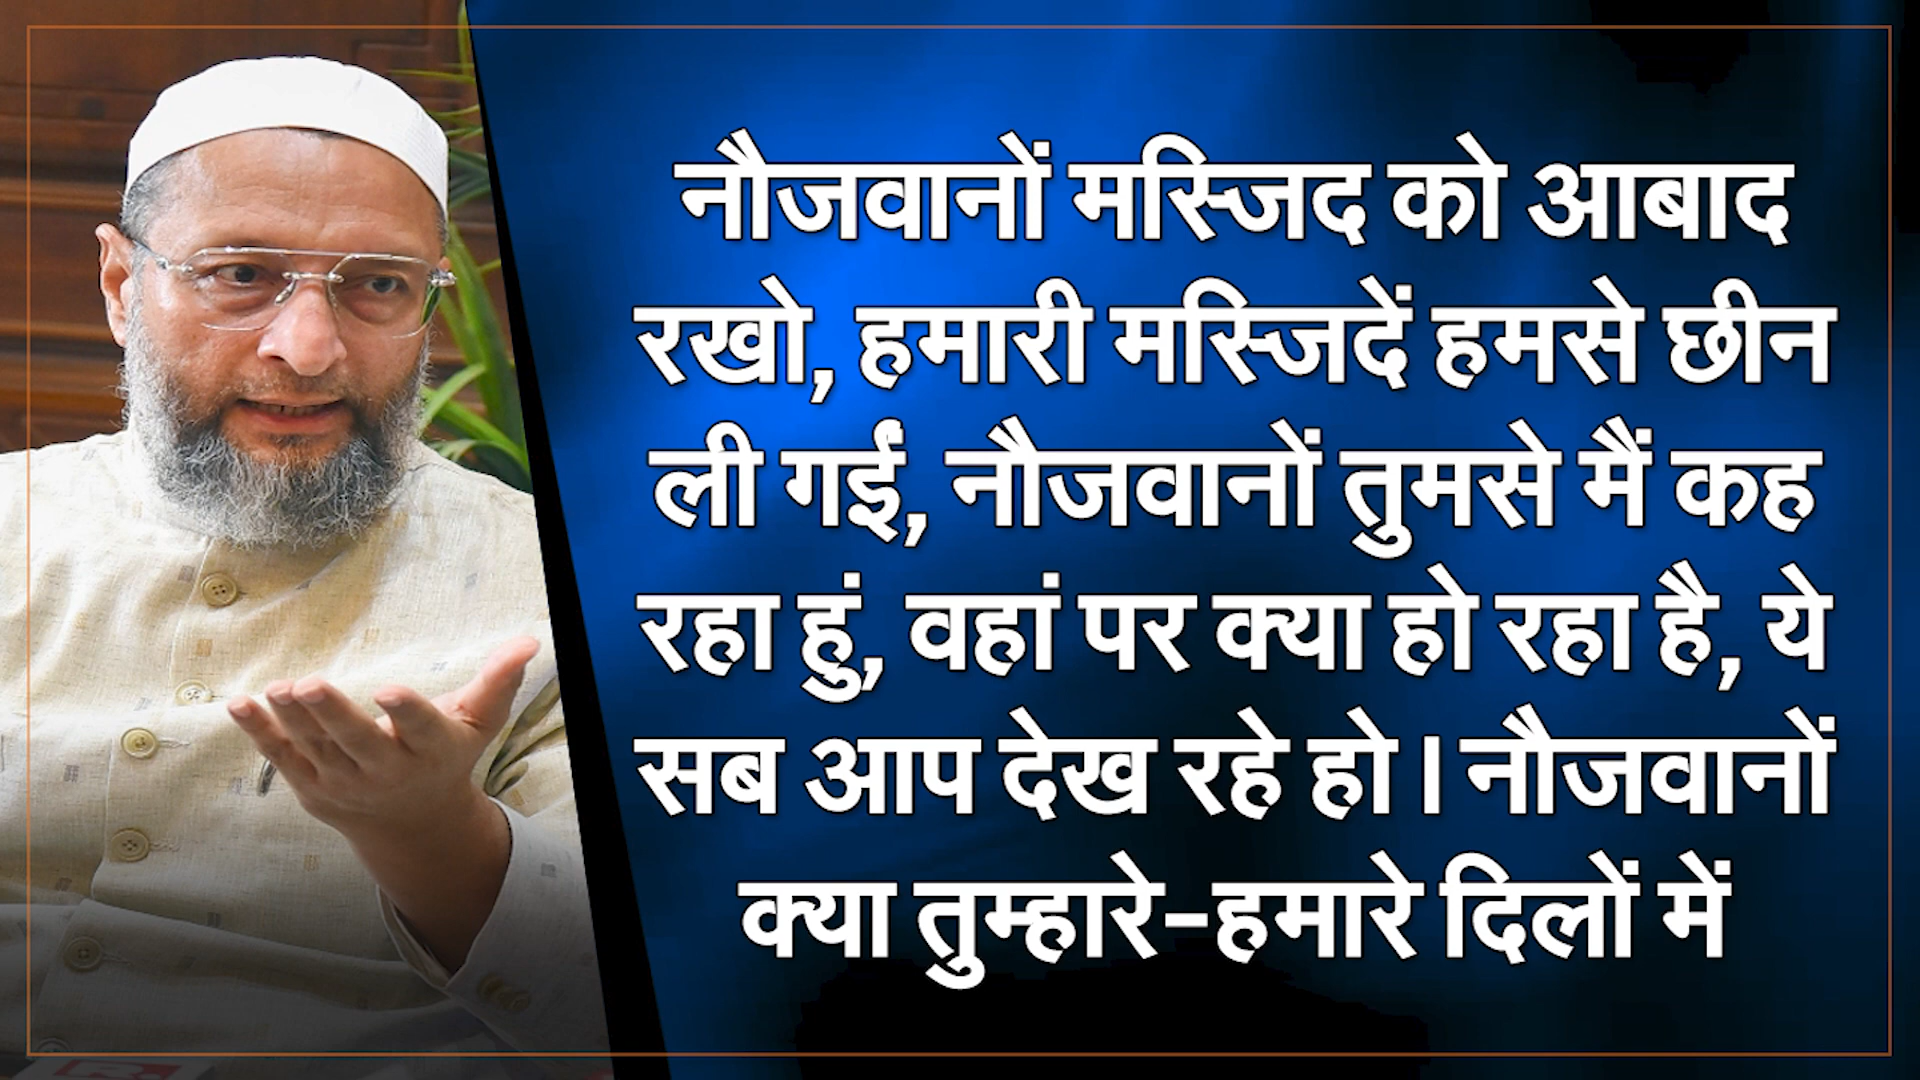 नौजवानों मस्जिद को आबाद
रखो, हमारी मस्जिदें हमसे छीन
ली गईं, नौजवानों तुमसे मैं कह
रहा हुं, वहां पर क्या हो रहा है, ये
सब आप देख रहे हो । नौजवानों
क्या तुम्हारे-हमारे दिलों में